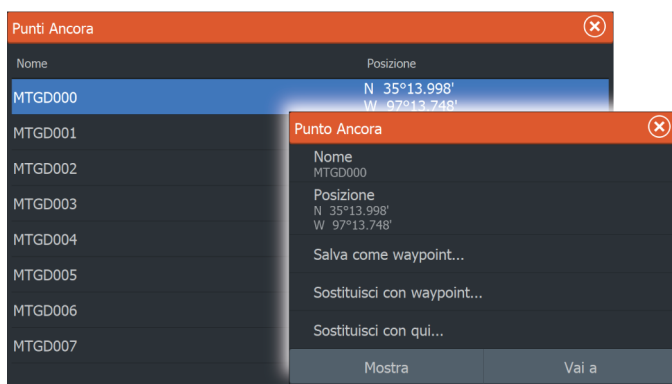 Punti Ancora
Nome Posizione
MTGD000 N 35°13.998'
W 97°13.748'
MTGD001
MTGD002
MTGD003
MTGD004
MTGD005
MTGD006
MTGD007
Punto Ancora
Nome
MTGD000
Posizione
N 35°13.998'
W 97°13.748'
Salva come waypoint...
Sostituisci con waypoint...
Sostituisci con qui...
Mostra Vai a